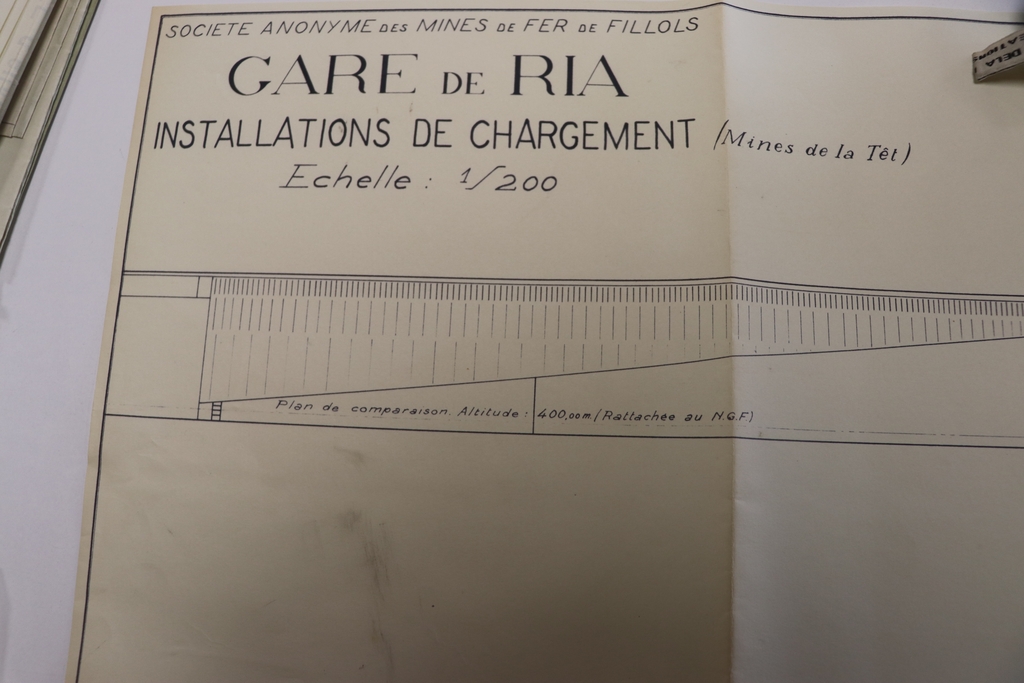 SOCIETE ANONYME DES MINES DE FER DE FILLOLS
GARE DE RIA
INSTALLATIONS DE CHARGEMENT (Mines de la Têt)
Echelle : 1/200
Plan de comparaison. Altitude : 400,00m. (Rattachée au N.G.F.)
DELA